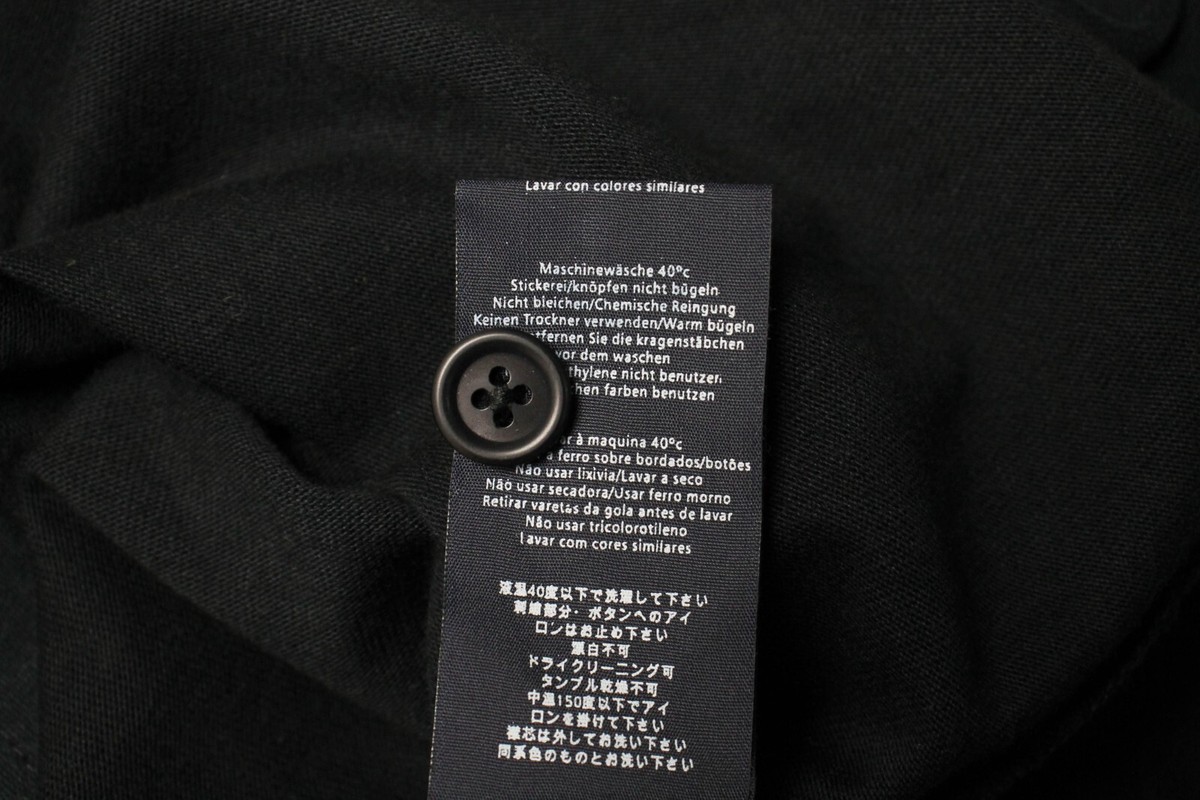 Lavar con colores similares
Maschinewäsche 40ºc
Stickerei/knöpfen nicht bügeln
Nicht bleichen/Chemische Reingung
Keinen Trockner verwenden/Warm bügeln
Sie die kragenstäbchen
vor dem waschen
nicht benutzen
farben benutzen
à maquina 40ºc
a ferro sobre bordados/botões
Não usar lixivia/Lavar a seco
Não usar secadora/Usar ferro morno
Retirar varetas da gola antes de lavar
Não usar tricolorotileno
Lavar com cores similares
液温40度以下で洗濯して下さい
刺繍部分・ボタンへのアイ
ロンはお止め下さい
漂白不可
ドライクリーニング可
タンブル乾燥不可
中温150度以下でアイ
ロンを掛けて下さい
襟芯は外してお洗い下さい
同系色のものとお洗い下さい